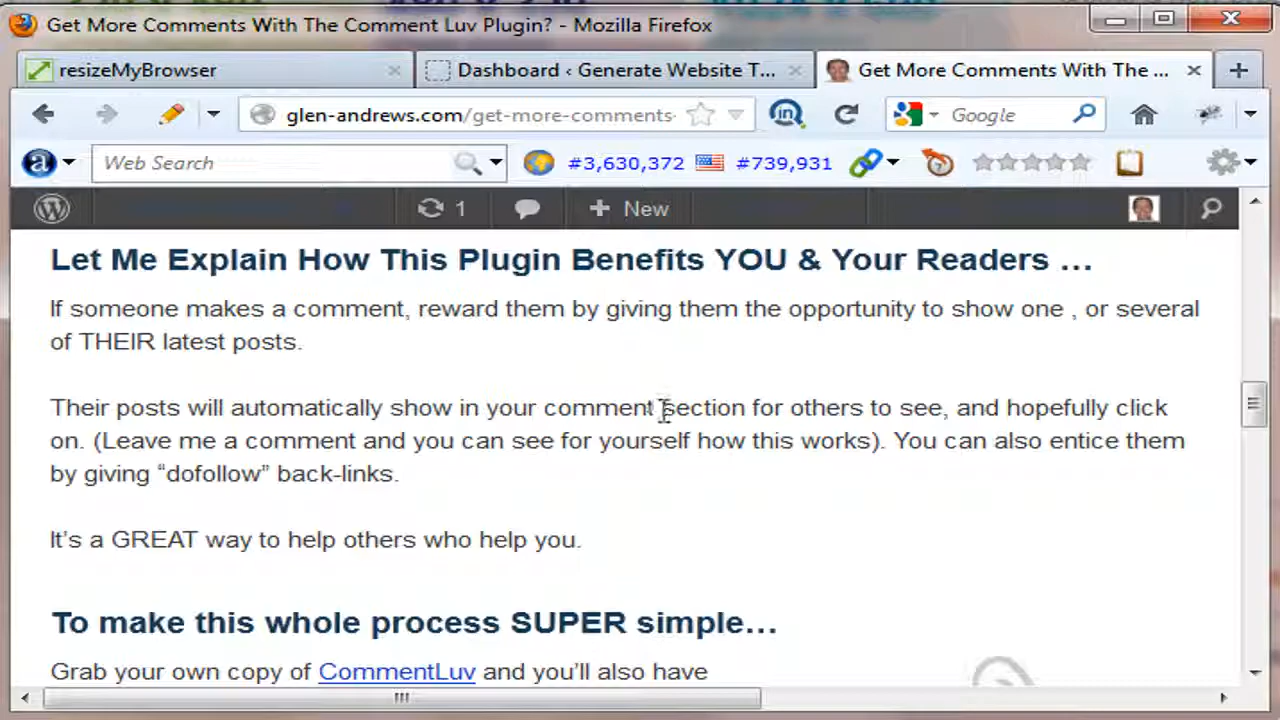 Get More Comments With The Comment Luv Plugin? - Mozilla Firefox
resizeMyBrowser
Dashboard ‹ Generate Website T...
Get More Comments With The ...
glen-andrews.com/get-more-comments-
Google
Web Search
#3,630,372
#739,931
1
New
Let Me Explain How This Plugin Benefits YOU & Your Readers …
If someone makes a comment, reward them by giving them the opportunity to show one , or several
of THEIR latest posts.
Their posts will automatically show in your comment section for others to see, and hopefully click
on. (Leave me a comment and you can see for yourself how this works). You can also entice them
by giving “dofollow” back-links.
It’s a GREAT way to help others who help you.
To make this whole process SUPER simple…
Grab your own copy of CommentLuv and you’ll also have